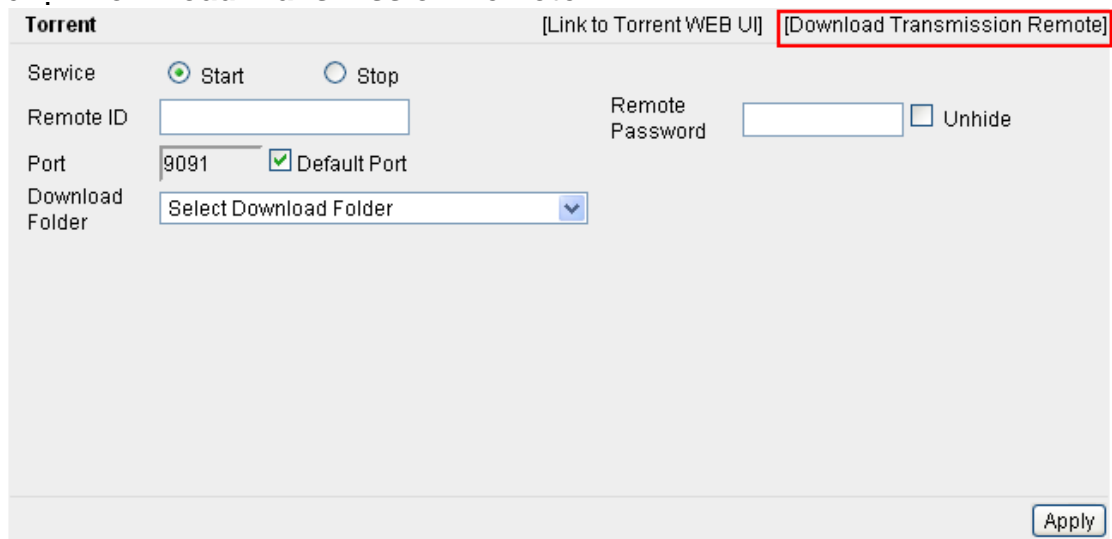 Torrent [Link to Torrent WEB UI] [Download Transmission Remote]
Service Start Stop
Remote ID Remote Password Unhide
Port 9091 Default Port
Download Folder Select Download Folder
Apply